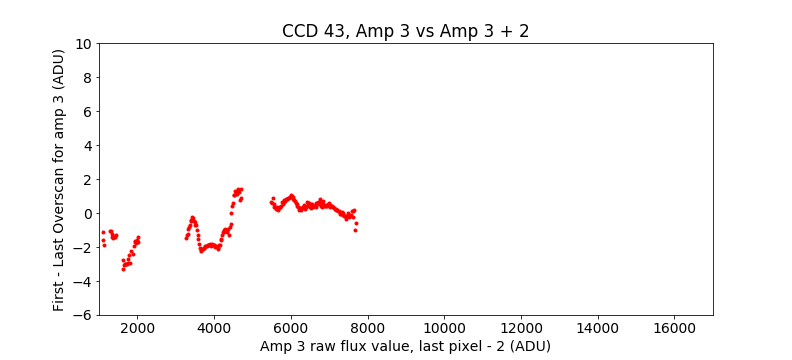 CCD 43, Amp 3 vs Amp 3 + 2
First - Last Overscan for amp 3 (ADU)
10
8
6
4
2
0
−2
−4
−6
2000 4000 6000 8000 10000 12000 14000 16000
Amp 3 raw flux value, last pixel - 2 (ADU)